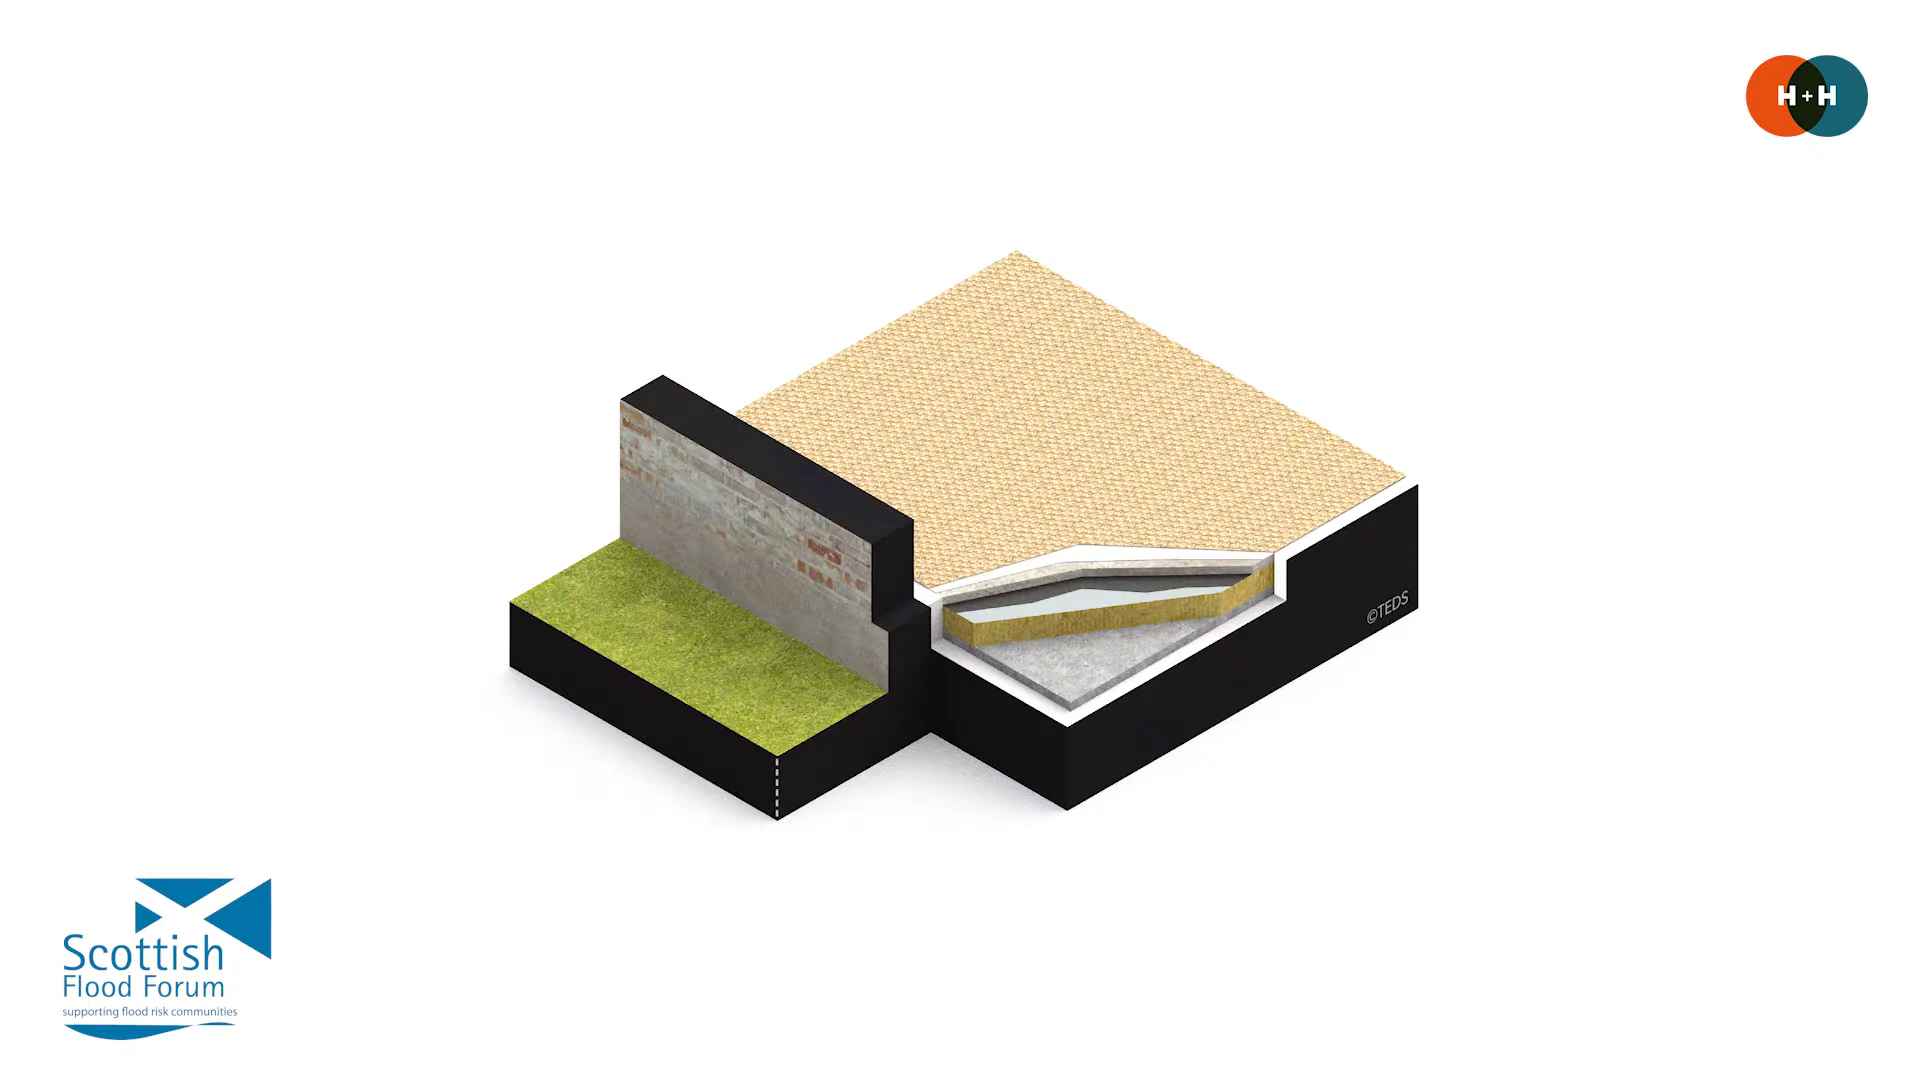 H+H
©TEDS
Scottish
Flood Forum
supporting flood risk communities